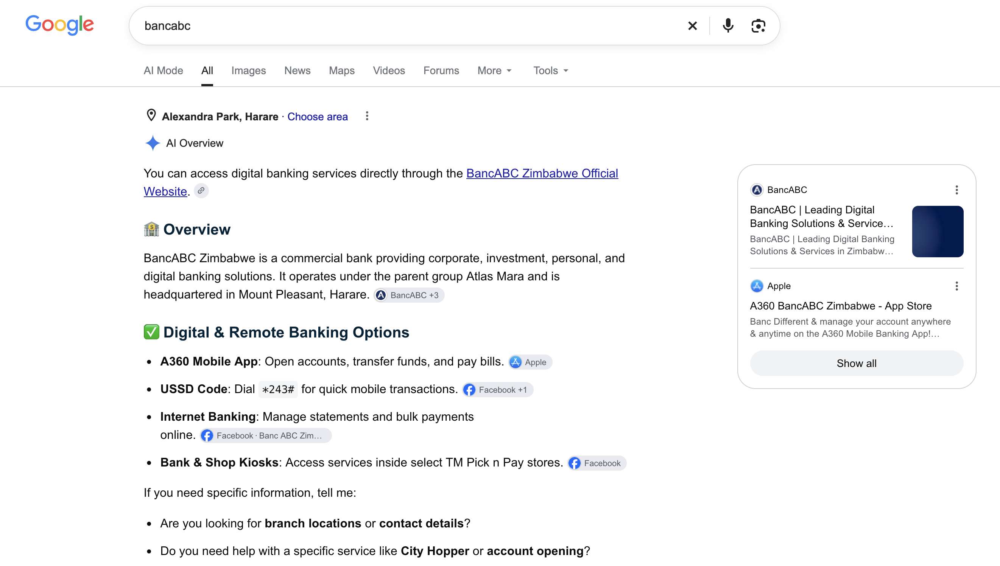 Google
bancabc
AI Mode All Images News Maps Videos Forums More Tools
Alexandra Park, Harare · Choose area
AI Overview
You can access digital banking services directly through the BancABC Zimbabwe Official
Website.
Overview
BancABC Zimbabwe is a commercial bank providing corporate, investment, personal, and
digital banking solutions. It operates under the parent group Atlas Mara and is
headquartered in Mount Pleasant, Harare. BancABC +3
Digital & Remote Banking Options
• A360 Mobile App: Open accounts, transfer funds, and pay bills. Apple
• USSD Code: Dial *243# for quick mobile transactions. Facebook +1
• Internet Banking: Manage statements and bulk payments
online. Facebook · Banc ABC Zim...
• Bank & Shop Kiosks: Access services inside select TM Pick n Pay stores. Facebook
If you need specific information, tell me:
• Are you looking for branch locations or contact details?
• Do you need help with a specific service like City Hopper or account opening?
BancABC
BancABC | Leading Digital
Banking Solutions & Service...
BancABC | Leading Digital Banking
Solutions & Services in Zimbabw...
Apple
A360 BancABC Zimbabwe - App Store
Banc Different & manage your account anywhere
& anytime on the A360 Mobile Banking App!...
Show all